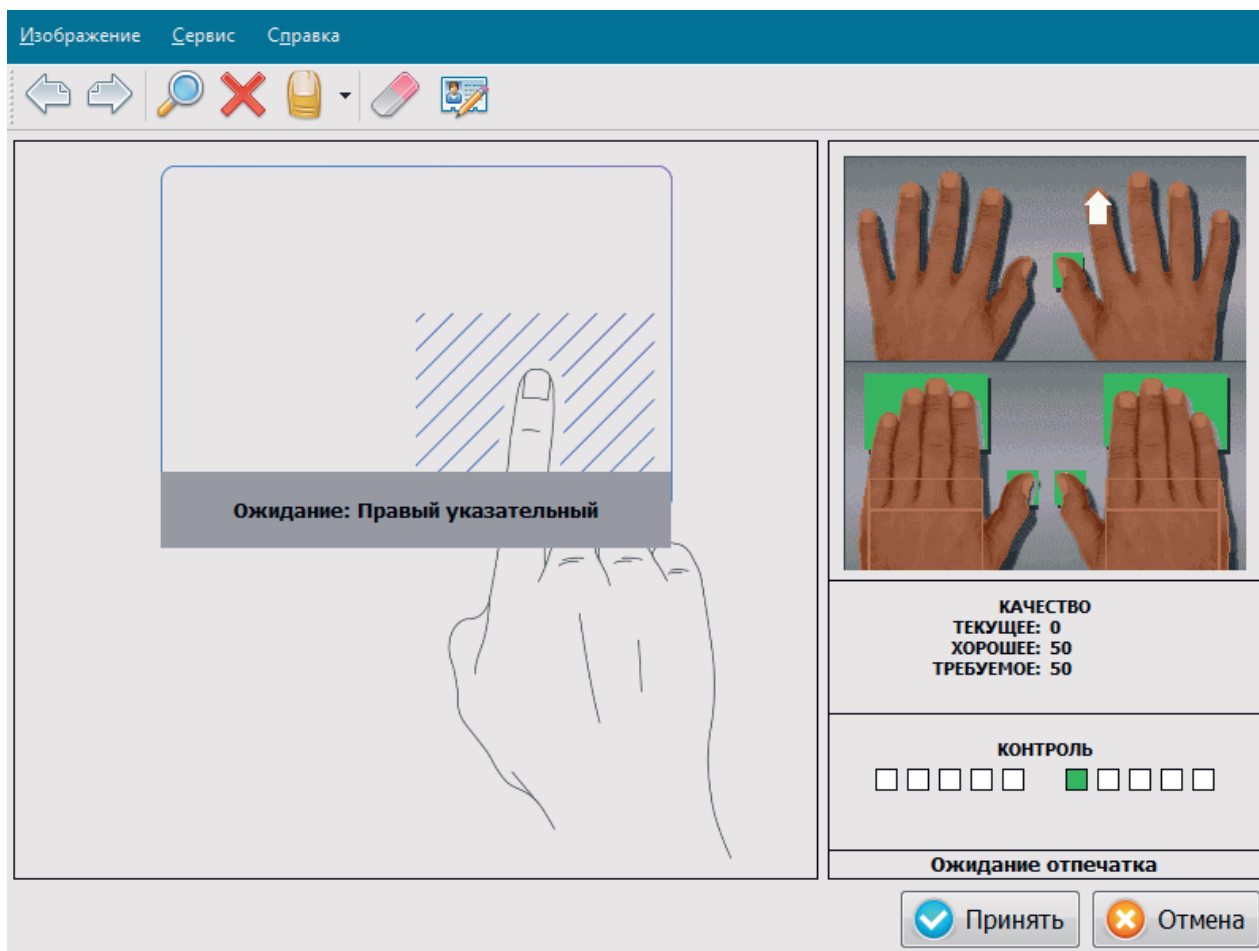 Изображение Сервис Справка
Ожидание: Правый указательный
КАЧЕСТВО
ТЕКУЩЕЕ: 0
ХОРОШЕЕ: 50
ТРЕБУЕМОЕ: 50
КОНТРОЛЬ
Ожидание отпечатка
Принять Отмена